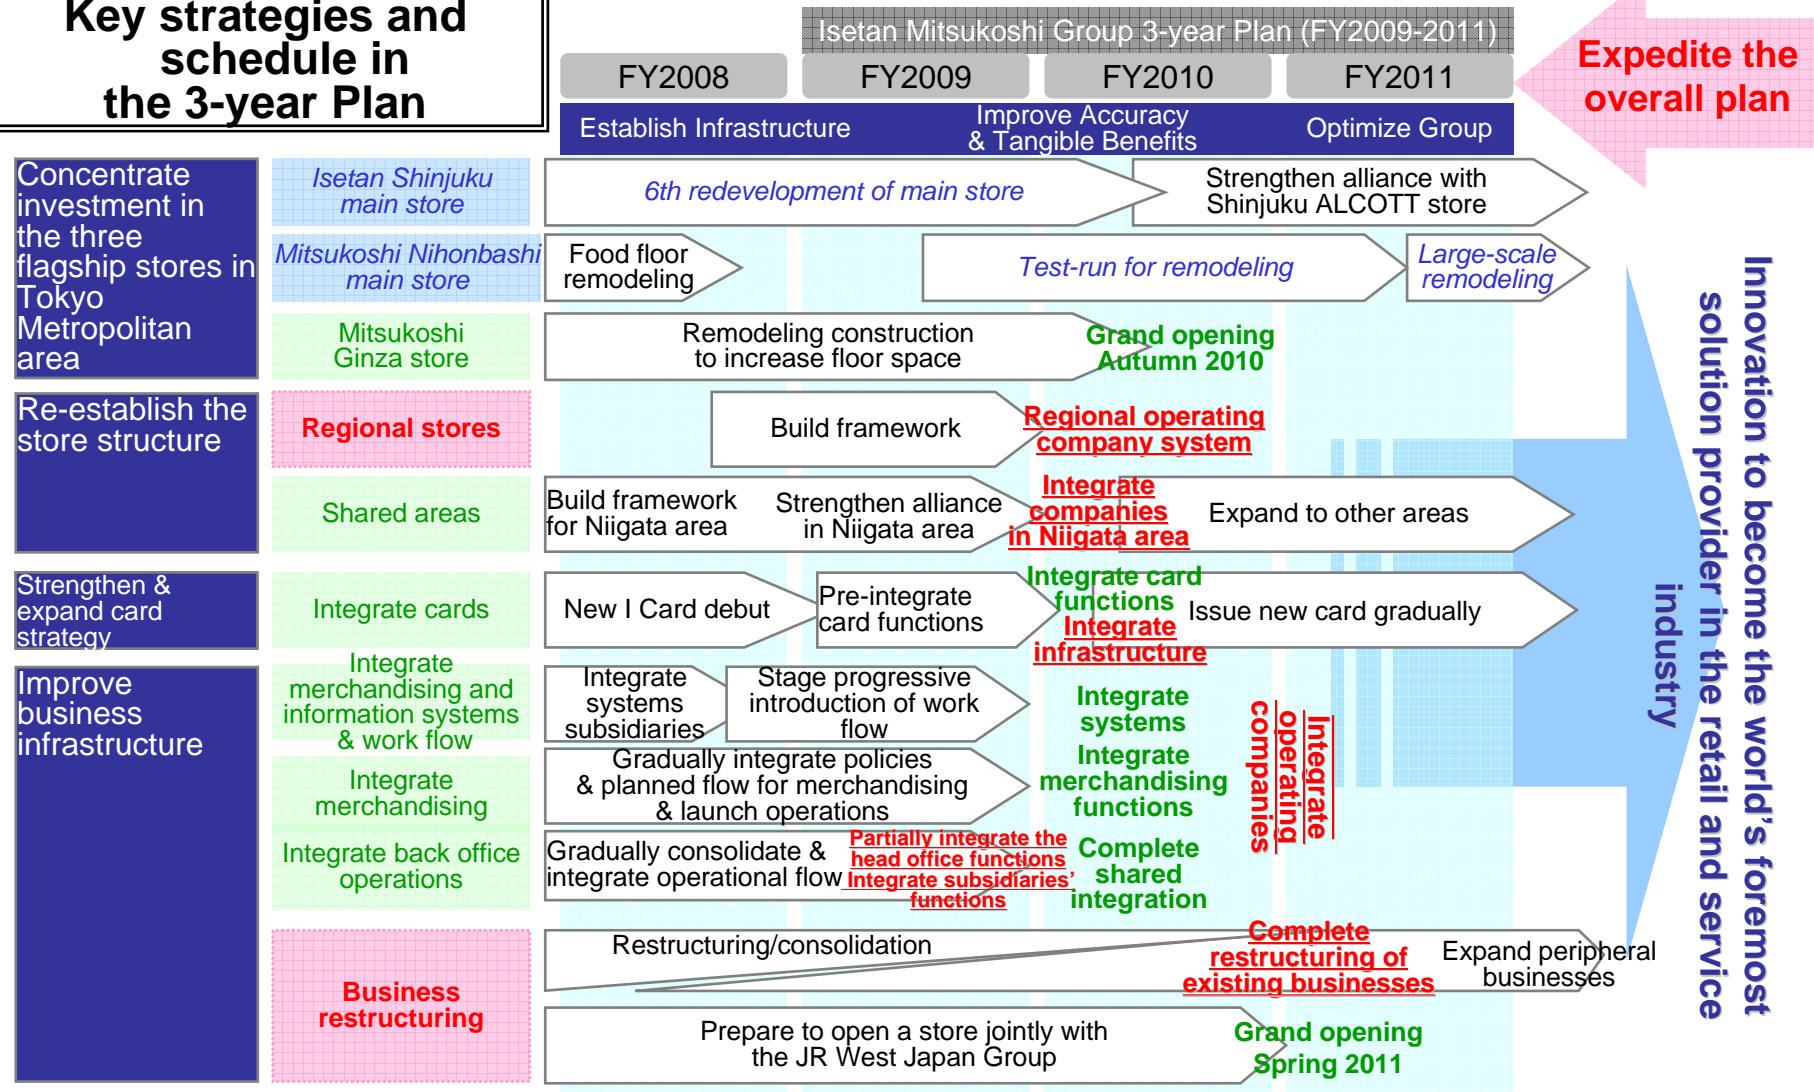 Key strategies and
schedule in
the 3-year Plan
Isetan Mitsukoshi Group 3-year Plan (FY2009-2011)
FY2008
FY2009
FY2010
FY2011
Expedite the
overall plan
Establish Infrastructure
Improve Accuracy
& Tangible Benefits
Optimize Group
Concentrate
investment in
the three
flagship stores in
Tokyo
Metropolitan
area
Isetan Shinjuku
main store
6th redevelopment of main store
Strengthen alliance with
Shinjuku ALCOTT store
Mitsukoshi Nihonbashi
main store
Food floor
remodeling
Test-run for remodeling
Large-scale
remodeling
Mitsukoshi
Ginza store
Remodeling construction
to increase floor space
Grand opening
Autumn 2010
Re-establish the
store structure
Regional stores
Build framework
Regional operating
company system
Shared areas
Build framework
for Niigata area
Strengthen alliance
in Niigata area
Integrate
companies
in Niigata area
Expand to other areas
Strengthen &
expand card
strategy
Integrate cards
New I Card debut
Pre-integrate
card functions
Integrate card
functions
Integrate
infrastructure
Issue new card gradually
Improve
business
infrastructure
Integrate
merchandising and
information systems
& work flow
Integrate
systems
subsidiaries
Stage progressive
introduction of work
flow
Integrate
systems
Integrate
merchandising
Gradually integrate policies
& planned flow for merchandising
& launch operations
Integrate
merchandising
functions
Integrate
operating
companies
Integrate back office
operations
Gradually consolidate &
integrate operational flow
Partially integrate the
head office functions
Integrate subsidiaries'
functions
Complete
shared
integration
Business
restructuring
Restructuring/consolidation
Complete
restructuring of
existing businesses
Expand peripheral
businesses
Prepare to open a store jointly with
the JR West Japan Group
Grand opening
Spring 2011
Innovation to become the world's foremost
solution provider in the retail and service
industry